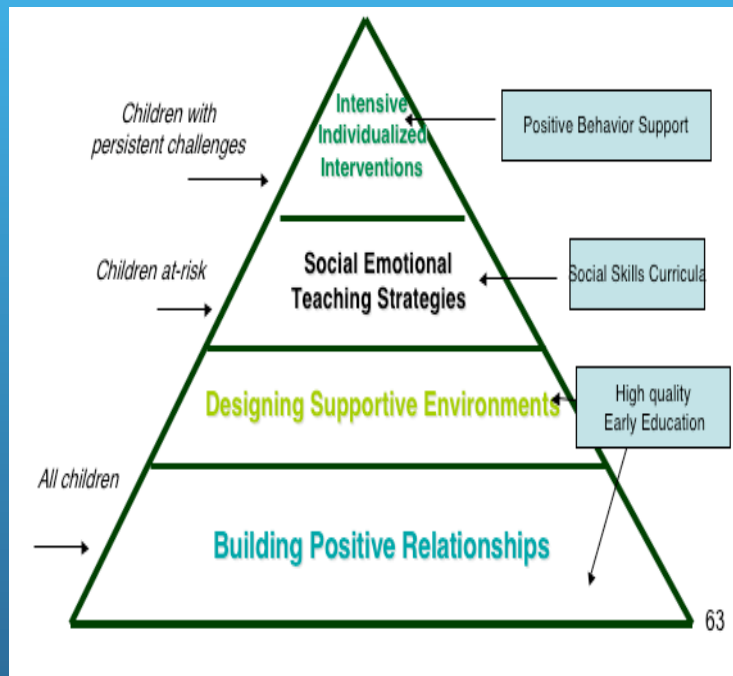 Children with
persistent challenges
Intensive
Individualized
Interventions
Positive Behavior Support
Children at-risk
Social Emotional
Teaching Strategies
Social Skills Curricula
Designing Supportive Environments
High quality
Early Education
All children
Building Positive Relationships
63